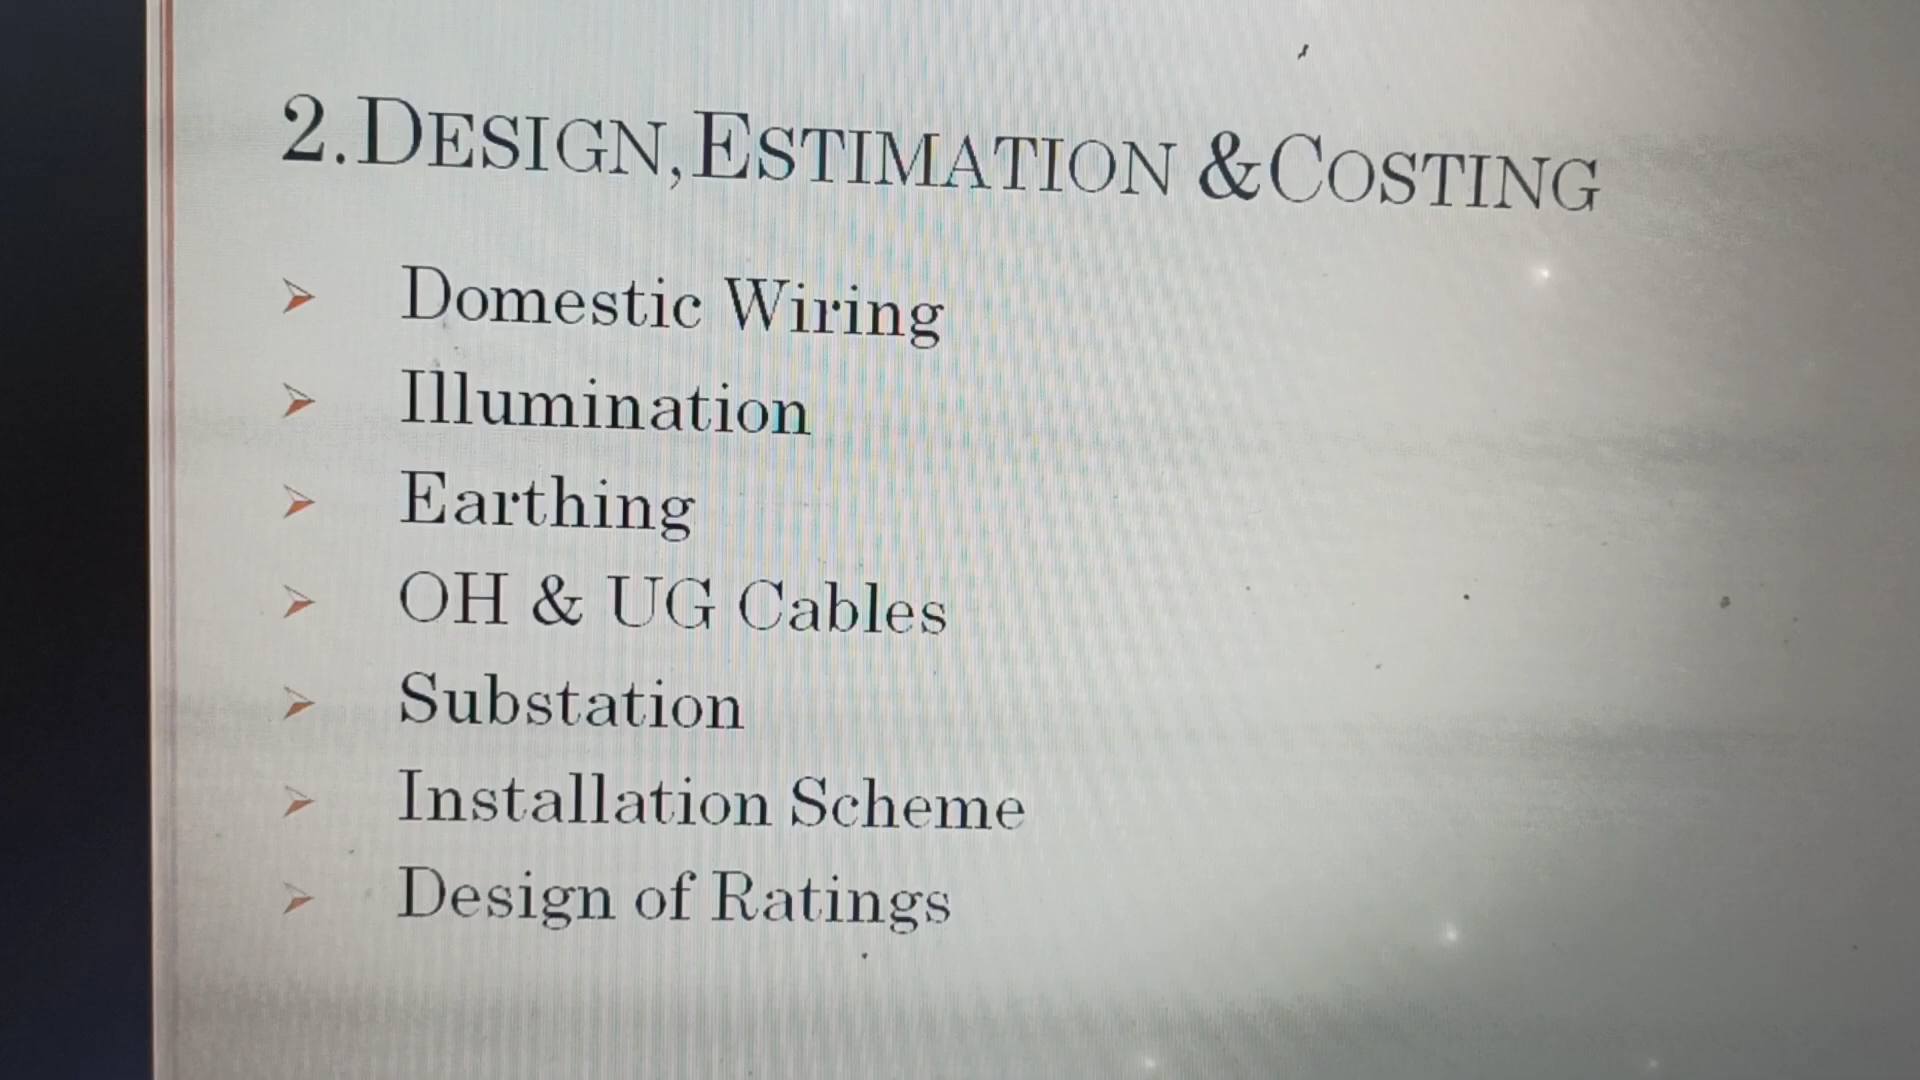 2.DESIGN,ESTIMATION &COSTING
Domestic Wiring
Illumination
Earthing
OH & UG Cables
Substation
Installation Scheme
Design of Ratings